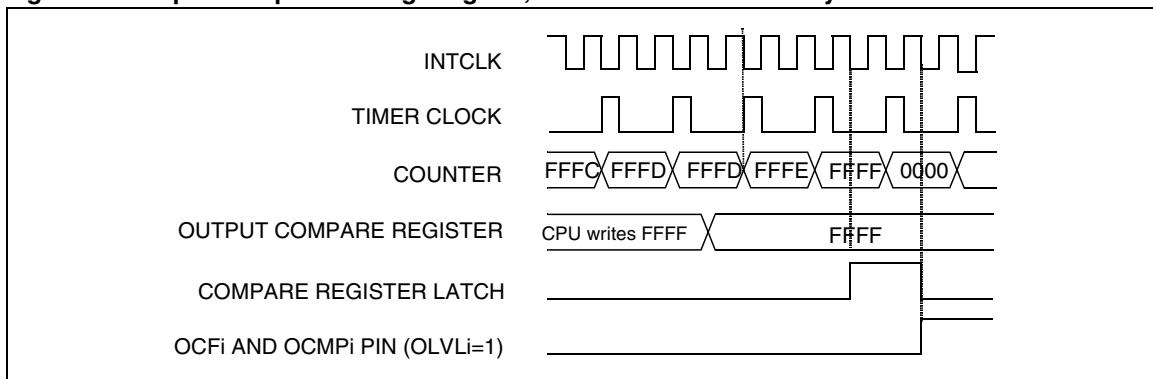 INTCLK
TIMER CLOCK
COUNTER FFFC FFFD FFFD FFFE FFFF 0000
OUTPUT COMPARE REGISTER CPU writes FFFF FFFF
COMPARE REGISTER LATCH
OCFi AND OCMPi PIN (OLVLi=1)